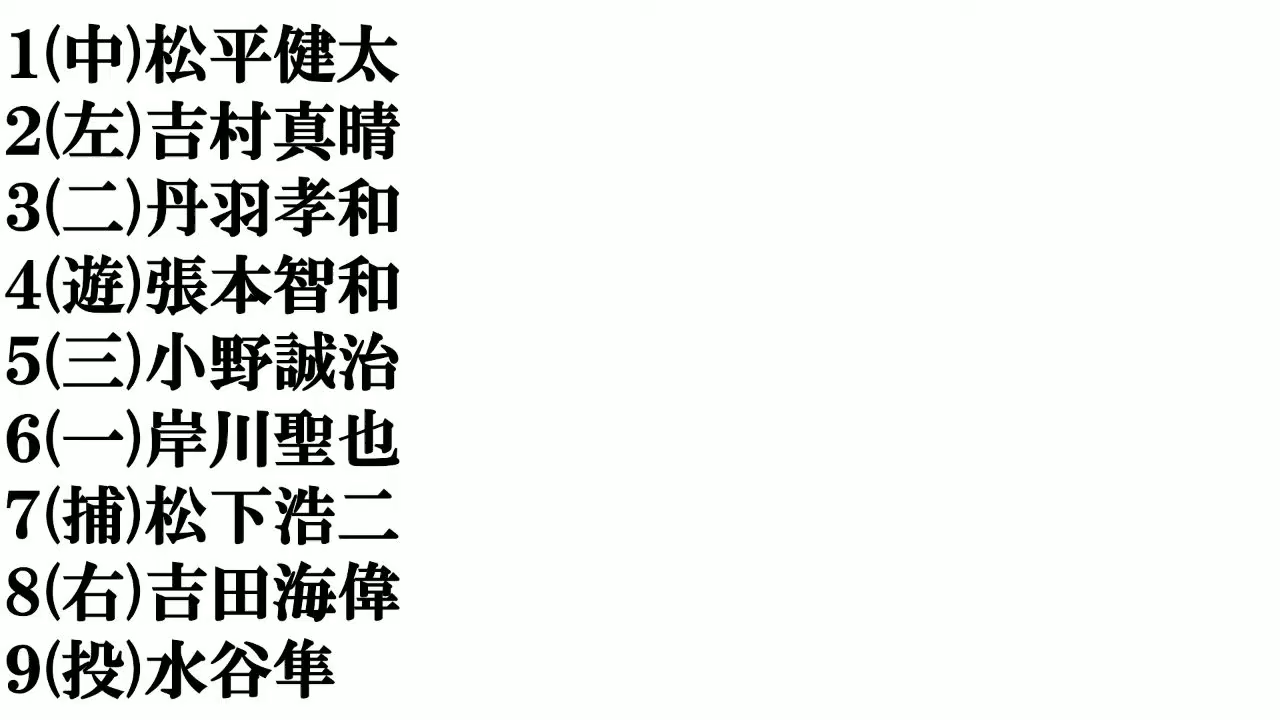 1(中)松平健太
2(左)吉村真晴
3(二)丹羽孝和
4(遊)張本智和
5(三)小野誠治
6(一)岸川聖也
7(捕)松下浩二
8(右)吉田海偉
9(投)水谷隼